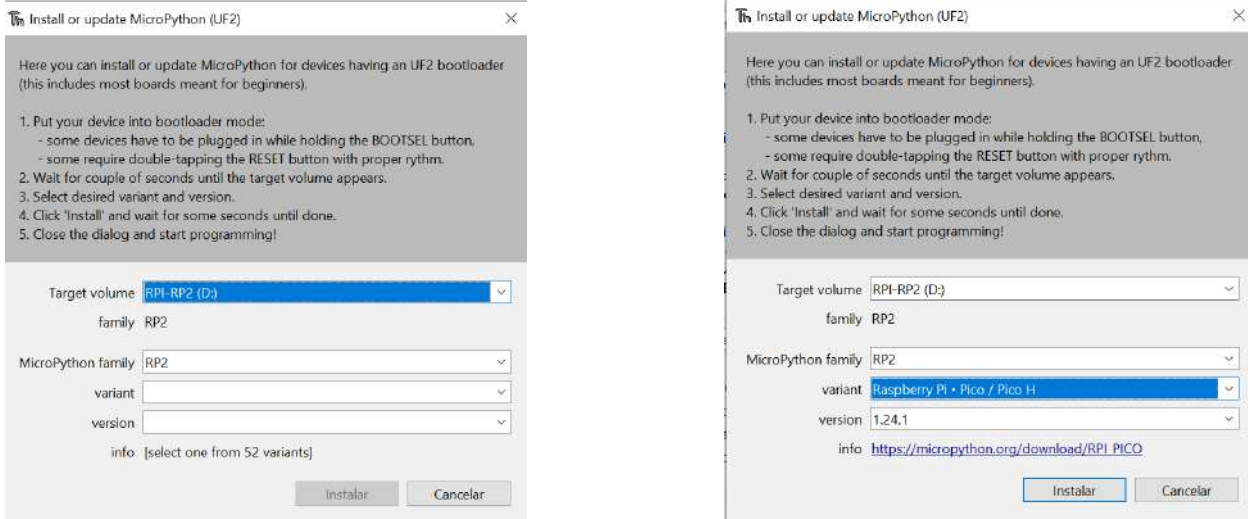 Install or update MicroPython (UF2)
Here you can install or update MicroPython for devices having an UF2 bootloader
(this includes most boards meant for beginners).
1. Put your device into bootloader mode:
- some devices have to be plugged in while holding the BOOTSEL button,
- some require double-tapping the RESET button with proper rythm.
2. Wait for couple of seconds until the target volume appears.
3. Select desired variant and version.
4. Click 'Install' and wait for some seconds until done.
5. Close the dialog and start programming!
Target volume RPI-RP2 (D:)
family RP2
MicroPython family RP2
variant
version
info [select one from 52 variants]
Instalar Cancelar
Install or update MicroPython (UF2)
Here you can install or update MicroPython for devices having an UF2 bootloader
(this includes most boards meant for beginners).
1. Put your device into bootloader mode:
- some devices have to be plugged in while holding the BOOTSEL button,
- some require double-tapping the RESET button with proper rythm.
2. Wait for couple of seconds until the target volume appears.
3. Select desired variant and version.
4. Click 'Install' and wait for some seconds until done.
5. Close the dialog and start programming!
Target volume RPI-RP2 (D:)
family RP2
MicroPython family RP2
variant Raspberry Pi • Pico / Pico H
version 1.24.1
info https://micropython.org/download/RPI_PICO
Instalar Cancelar